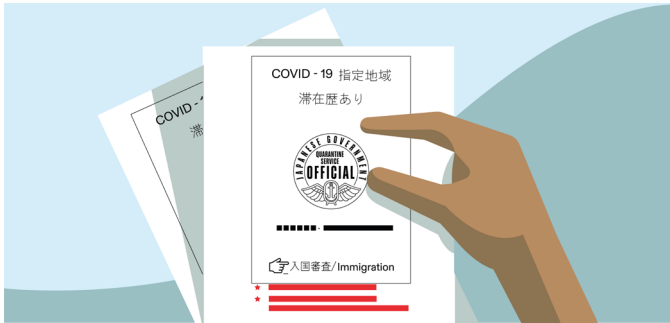 COVID - 19 指定地域
滞在歴あり
JAPANESE GOVERNMENT
QUARANTINE
SERVICE
OFFICIAL
入国審査/Immigration
COVID -
滞